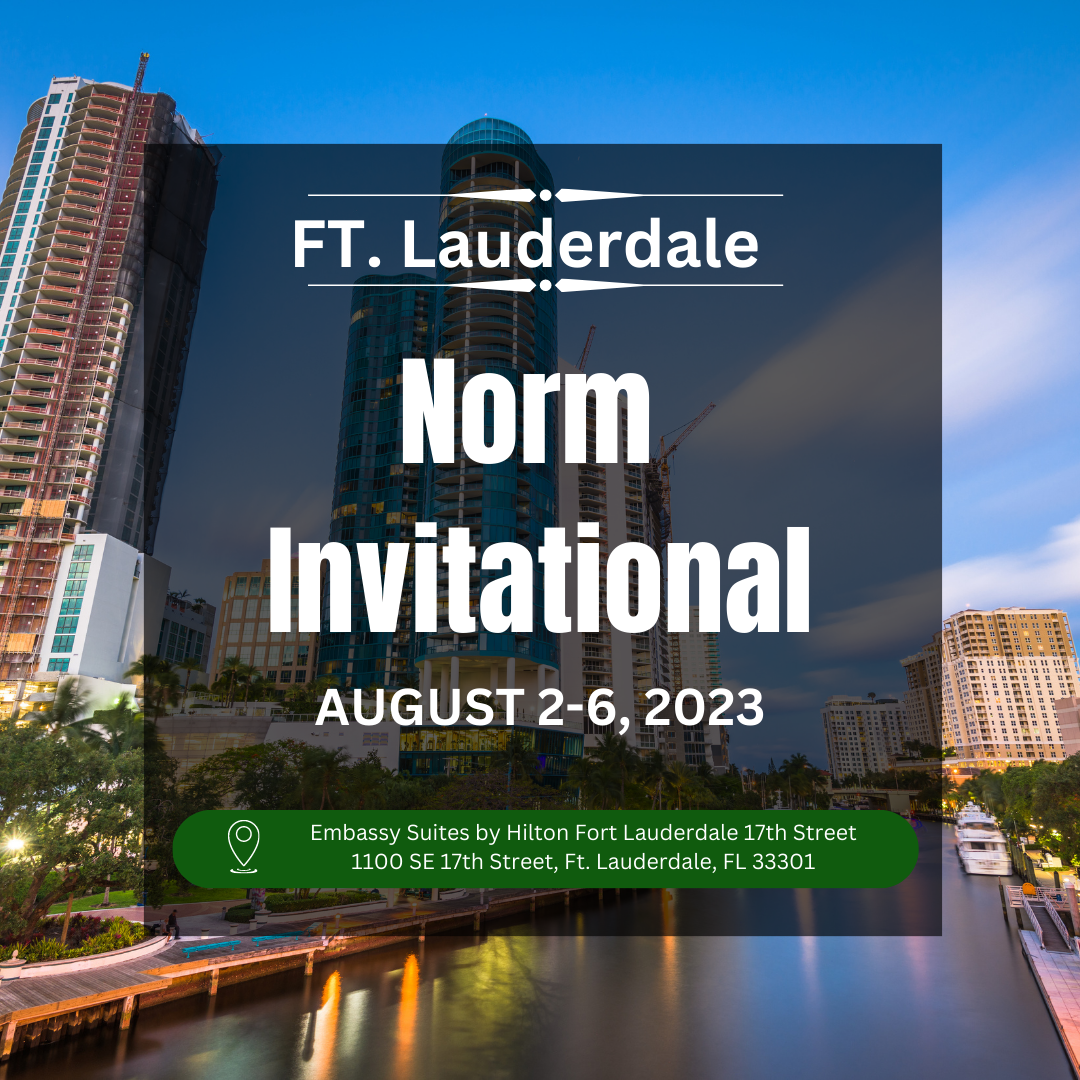 FT. Lauderdale
Norm
Invitational
AUGUST 2-6, 2023
Embassy Suites by Hilton Fort Lauderdale 17th Street
1100 SE 17th Street, Ft. Lauderdale, FL 33301